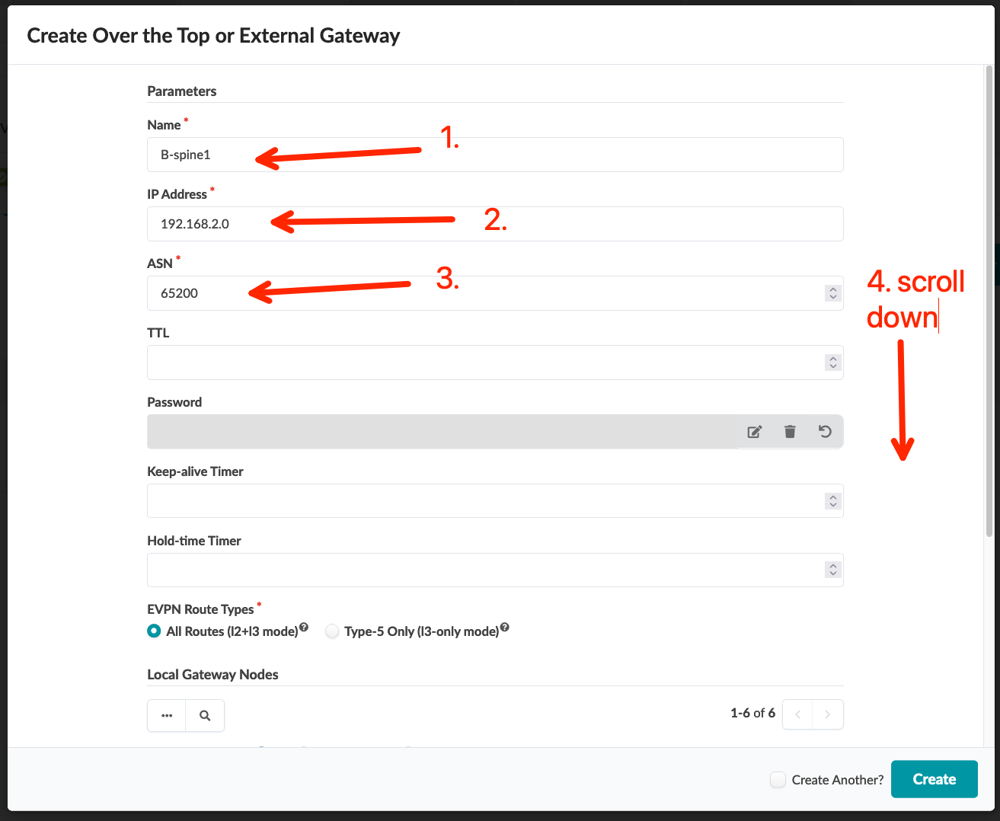 Create Over the Top or External Gateway
Parameters
Name *
1.
B-spine1
IP Address *
192.168.2.0
2.
ASN *
3.
65200
4. scroll
down
TTL
Password
Keep-alive Timer
Hold-time Timer
EVPN Route Types *
All Routes (l2+l3 mode)? Type-5 Only (l3-only mode)?
Local Gateway Nodes
1-6 of 6
Create Another? Create